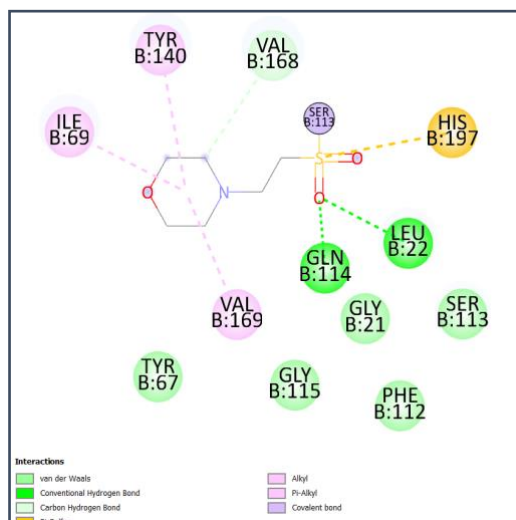 TYR
B:140
VAL
B:168
SER
B:113
ILE
B:69
HIS
B:197
O
N
S
O
O
LEU
B:22
GLN
B:114
VAL
B:169
GLY
B:21
SER
B:113
TYR
B:67
GLY
B:115
PHE
B:112
Interactions
van der Waals
Conventional Hydrogen Bond
Carbon Hydrogen Bond
Alkyl
Pi-Alkyl
Covalent bond